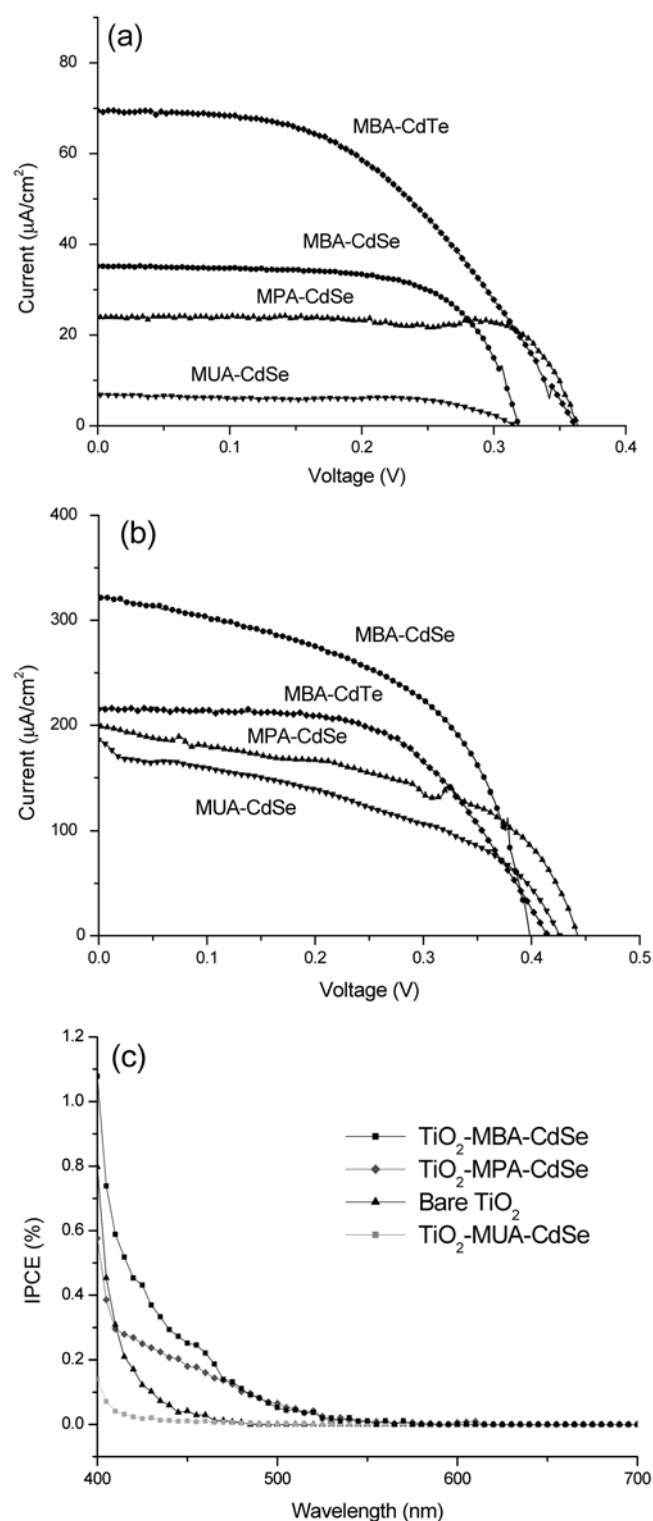 (a)
80
60
40
20
0
Current (μA/cm²)
MBA-CdTe
MBA-CdSe
MPA-CdSe
MUA-CdSe
0.0 0.1 0.2 0.3 0.4
Voltage (V)
(b)
400
300
200
100
0
Current (μA/cm²)
MBA-CdSe
MBA-CdTe
MPA-CdSe
MUA-CdSe
0.0 0.1 0.2 0.3 0.4 0.5
Voltage (V)
(c)
1.2
1.0
0.8
0.6
0.4
0.2
0.0
IPCE (%)
TiO₂-MBA-CdSe
TiO₂-MPA-CdSe
Bare TiO₂
TiO₂-MUA-CdSe
400 500 600 700
Wavelength (nm)